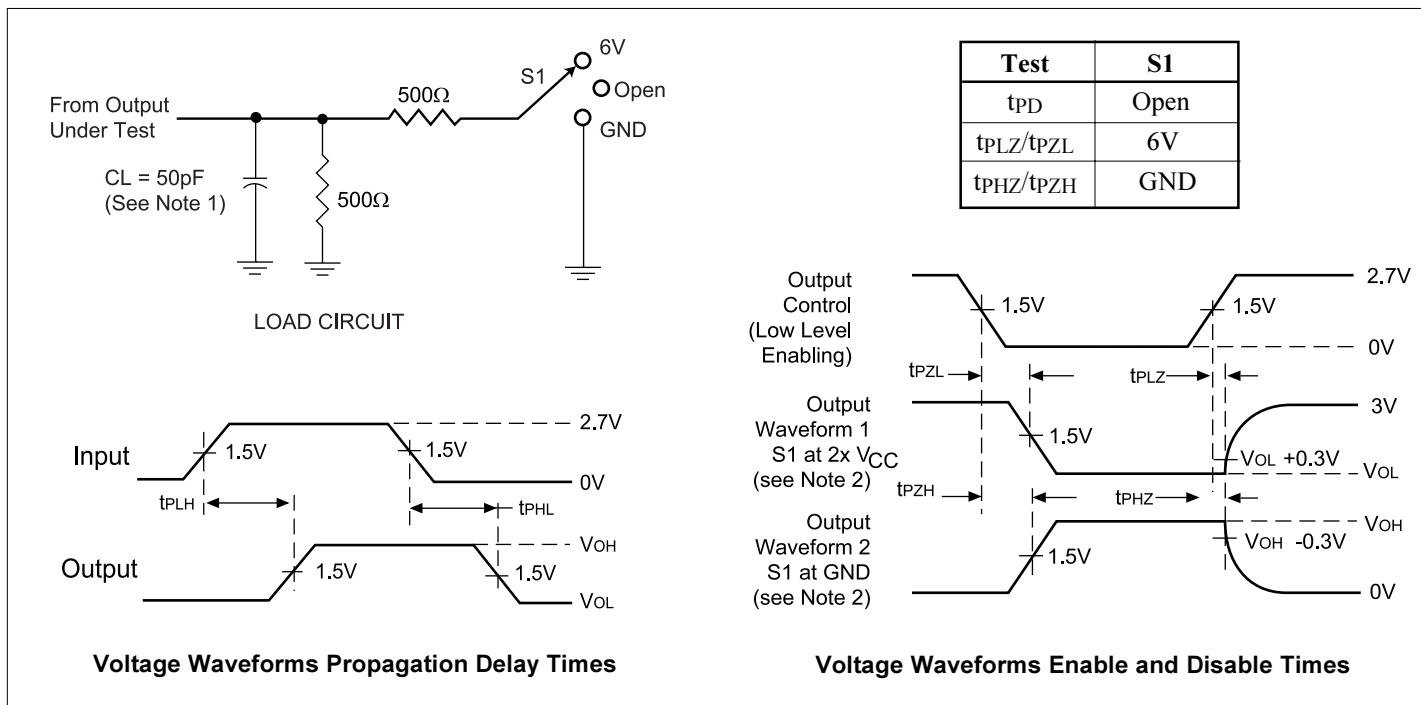 6V
S1
Open
500Ω
From Output
Under Test
GND
CL = 50pF
(See Note 1)
500Ω
LOAD CIRCUIT
Test S1
tPD Open
tPLZ/tPZL 6V
tPHZ/tPZH GND
Input
1.5V
1.5V
2.7V
0V
tPLH
tPHL
Output
1.5V
1.5V
VOH
VOL
Voltage Waveforms Propagation Delay Times
Output
Control
(Low Level
Enabling)
1.5V
1.5V
2.7V
0V
tPZL
tPLZ
Output
Waveform 1
S1 at 2x VCC
(see Note 2)
1.5V
3V
VOL +0.3V
VOL
tPZH
tPHZ
Output
Waveform 2
S1 at GND
(see Note 2)
1.5V
VOH
VOH -0.3V
0V
Voltage Waveforms Enable and Disable Times